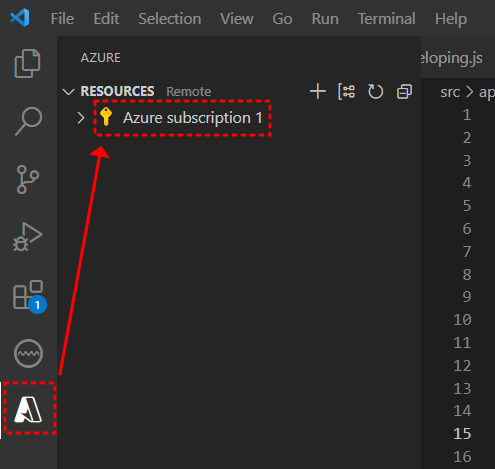 File Edit Selection View Go Run Terminal Help
AZURE
eloping.js
RESOURCES Remote
src > ap
Azure subscription 1
1
2
3
4
5
6
7
8
9
10
11
12
13
14
15
16
1